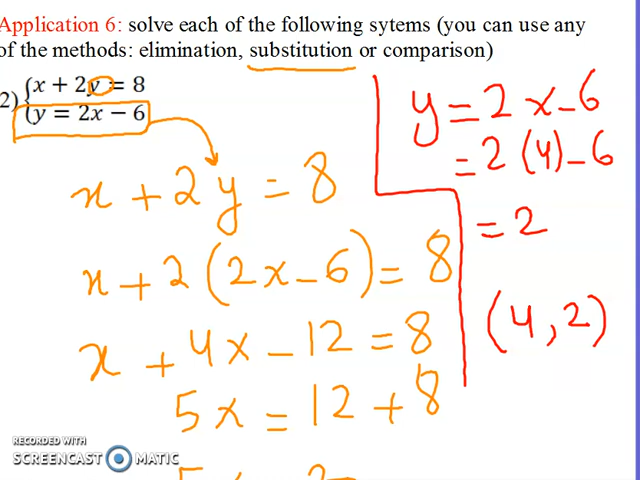 Application 6: solve each of the following sytems (you can use any
of the methods: elimination, substitution or comparison)
2) {x + 2y = 8
{y = 2x − 6
x + 2y = 8
x + 2(2x − 6) = 8
x + 4x − 12 = 8
5x = 12 + 8
y = 2x − 6
= 2(4) − 6
= 2
(4, 2)
RECORDED WITH
SCREENCAST MATIC